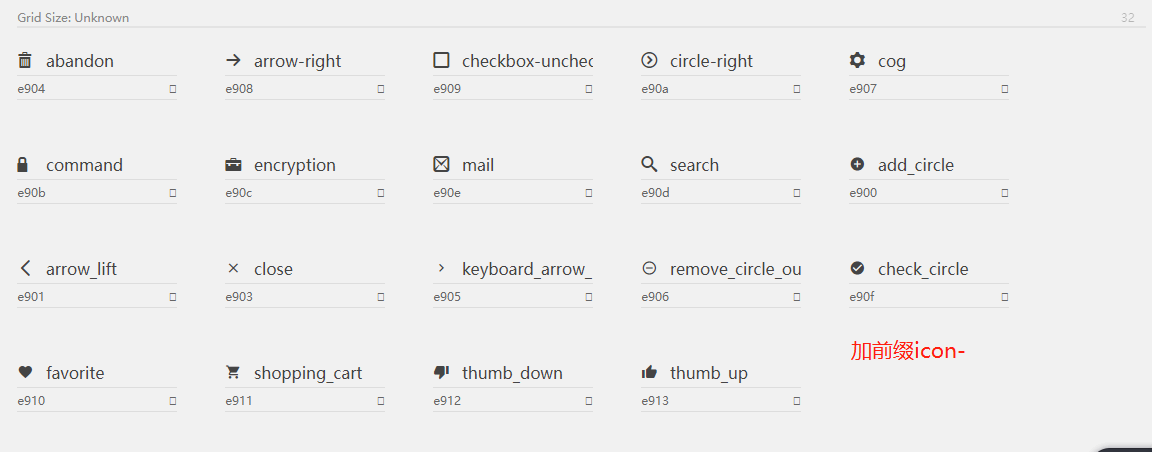 Grid Size: Unknown 32
abandon arrow-right checkbox-unchec circle-right cog
e904 e908 e909 e90a e907
command encryption mail search add_circle
e90b e90c e90e e90d e900
arrow_lift close keyboard_arrow_ remove_circle_ou check_circle
e901 e903 e905 e906 e90f
加前缀icon-
favorite shopping_cart thumb_down thumb_up
e910 e911 e912 e913